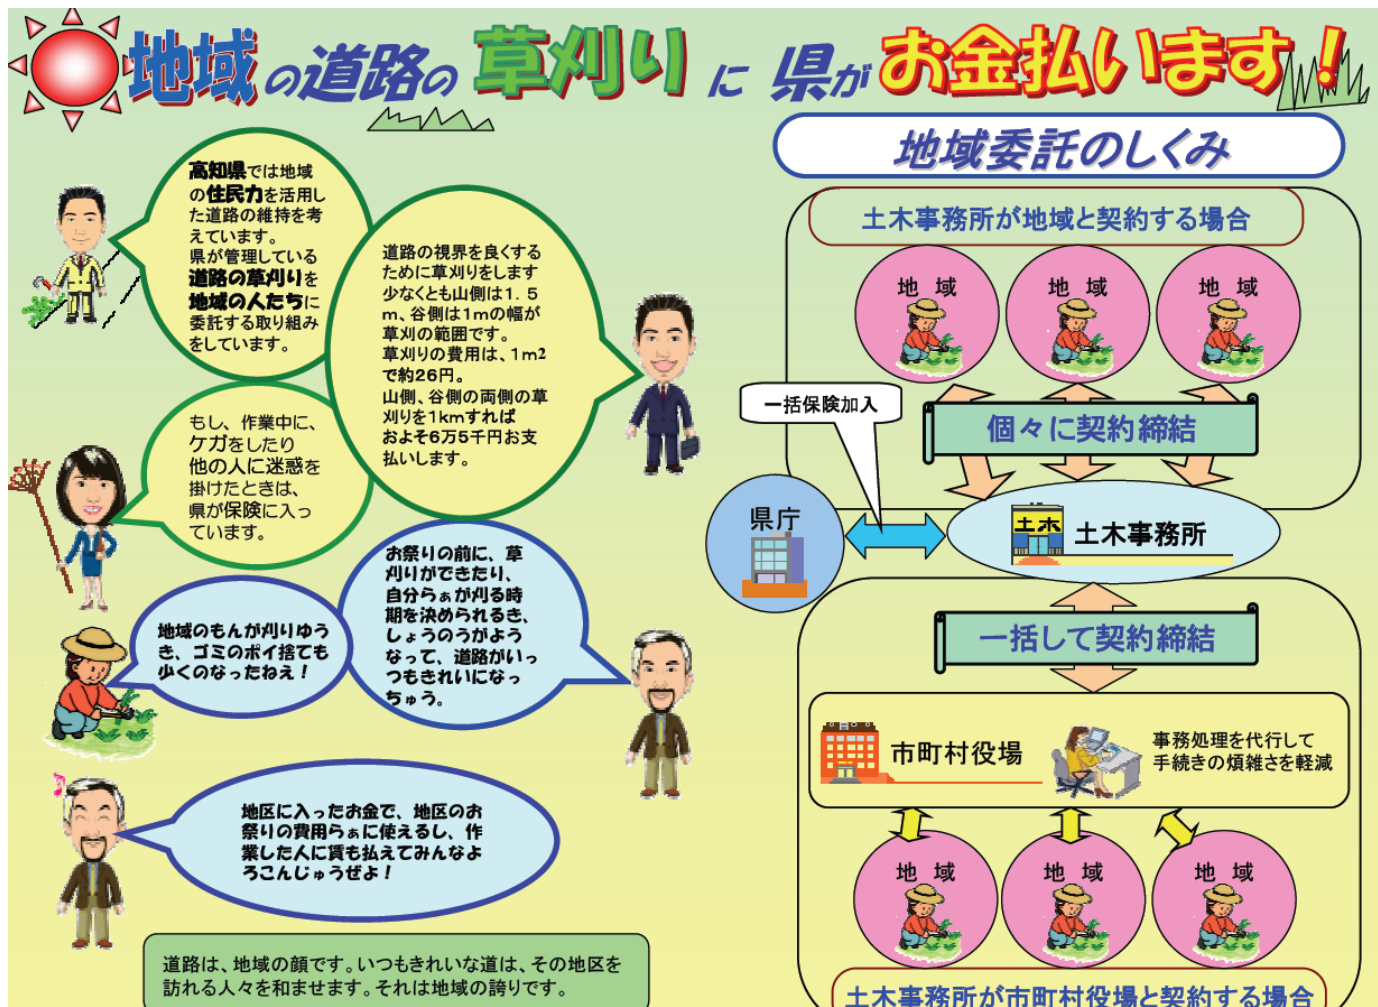 地域の道路の草刈りに県がお金払います！
高知県では地域
の住民力を活用し
た道路の維持を考
えています。
県が管理している
道路の草刈りを
地域の人たちに
委託する取り組み
をしています。
道路の視界を良くする
ために草刈りをします
少なくとも山側は1．5
m、谷側は1mの幅が
草刈の範囲です。
草刈りの費用は、1m2
で約26円。
山側、谷側の両側の草
刈りを1kmすれば
およそ6万5千円お支
払いします。
もし、作業中に、
ケガをしたり
他の人に迷惑を
掛けたときは、
県が保険に入っ
ています。
お祭りの前に、草
刈りができたり、
自分らぁが刈る時
期を決められるき、
しょうのうがよう
なって、道路がいっ
つもきれいになっ
ちゅう。
地域のもんが刈りゆう
き、ゴミのポイ捨ても
少くのなったねえ！
地区に入ったお金で、地区のお
祭りの費用らぁに使えるし、作
業した人に賃も払えてみんなよ
ろこんじゅうぜよ！
道路は、地域の顔です。いつもきれいな道は、その地区を
訪れる人々を和ませます。それは地域の誇りです。
地域委託のしくみ
土木事務所が地域と契約する場合
地 域
地 域
地 域
一括保険加入
個々に契約締結
県庁
土木
土木事務所
一括して契約締結
市町村役場
事務処理を代行して
手続きの煩雑さを軽減
地 域
地 域
地 域
土木事務所が市町村役場と契約する場合